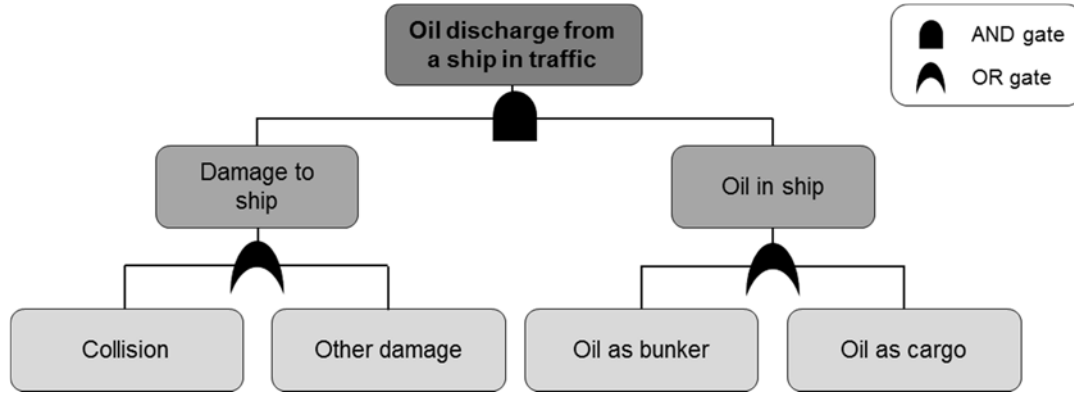 Oil discharge from
a ship in traffic
AND gate
OR gate
Damage to
ship
Oil in ship
Collision
Other damage
Oil as bunker
Oil as cargo